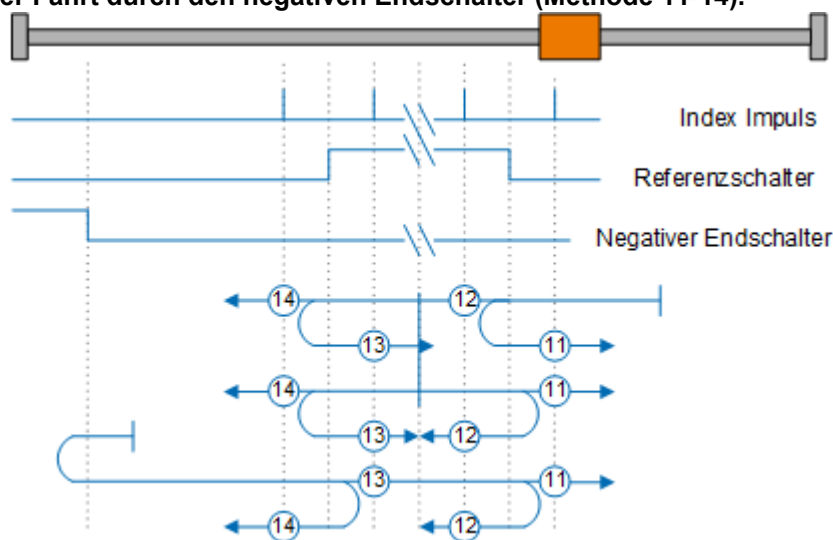 er Fahrt durch den negativen Endschalter (Methode 11-14):
Index Impuls
Referenzschalter
Negativer Endschalter
14 12
13 11
14 11
13 12
13 11
14 12